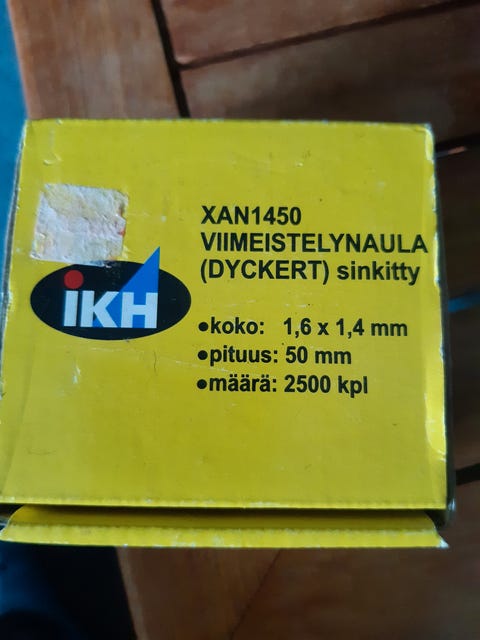 XAN1450
VIIMEISTELYNAULA
(DYCKERT) sinkitty
iKH
•koko: 1,6 x 1,4 mm
•pituus: 50 mm
•määrä: 2500 kpl